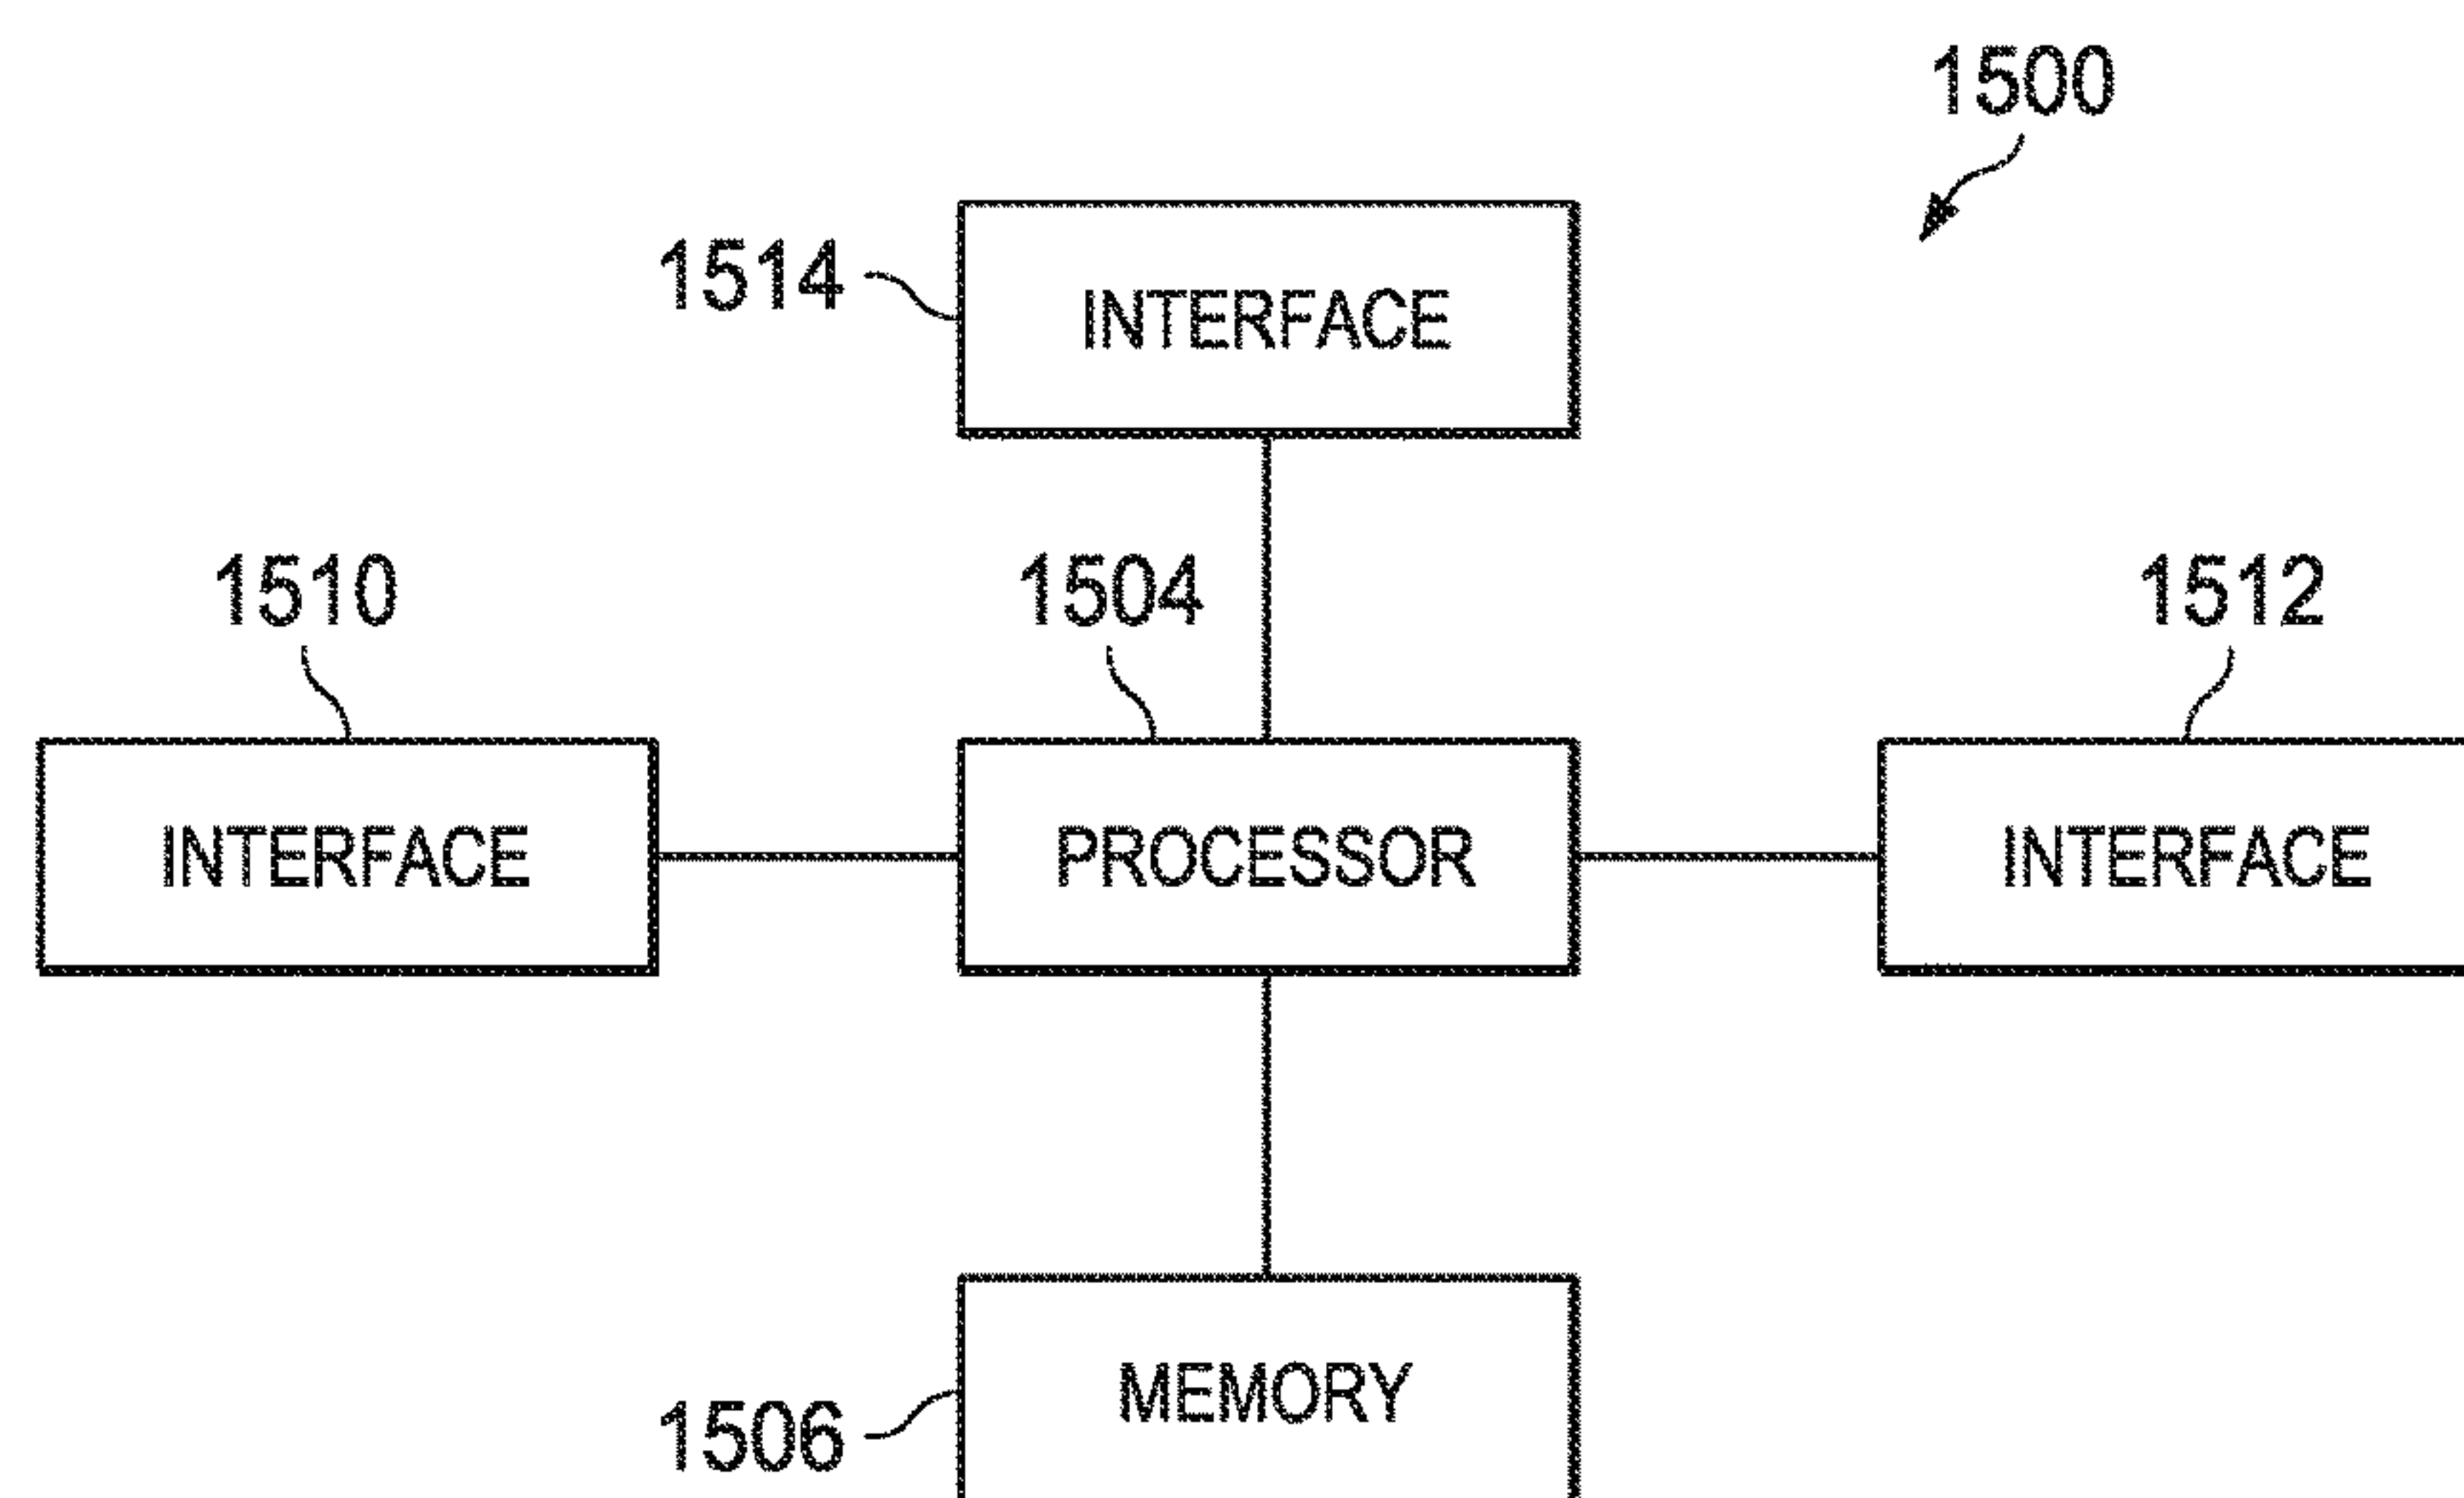 1500
1514
INTERFACE
1510
1504
1512
INTERFACE
PROCESSOR
INTERFACE
MEMORY
1506